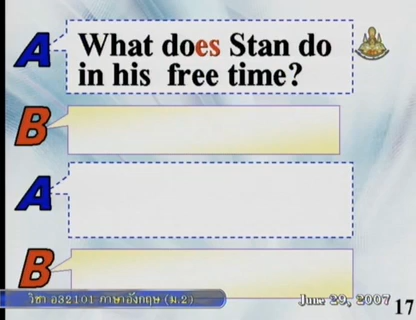 A
What does Stan do
in his free time?
B
A
B
วิชา อ32101 ภาษาอังกฤษ (ม.2)
June 29, 2007
17